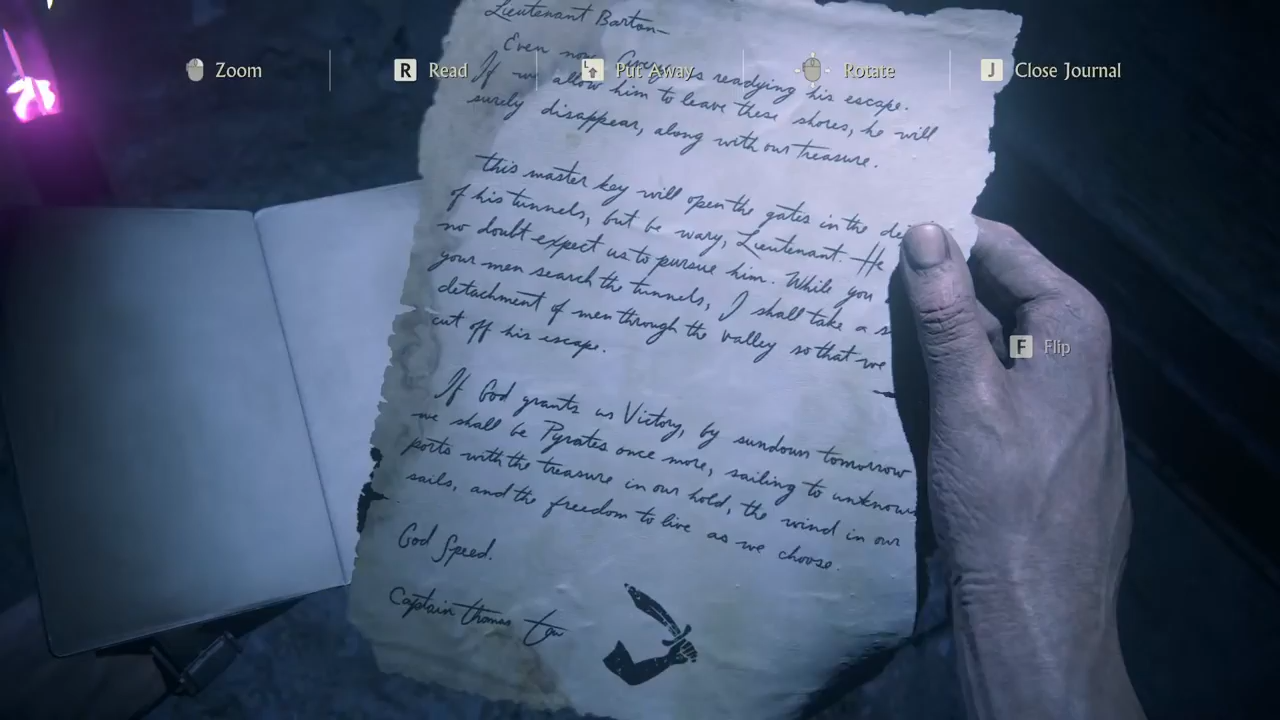 Lieutenant Barton—
Even now, Avery is readying his escape.
If we allow him to leave these shores, he will
surely disappear, along with our treasure.
This master key will open the gates in the
of his tunnels, but be wary, Lieutenant. He
no doubt expect us to pursue him. While you
your men search the tunnels, I shall take a
detachment of men through the valley so that we
cut off his escape.
If God grants us Victory, by sundown tomorrow
we shall be Pyrates once more, sailing to unknown
ports with the treasure in our hold, the wind in our
sails, and the freedom to live as we choose.
God Speed.
Captain Thomas Tew
Zoom
R Read
Put Away
Rotate
J Close Journal
F Flip